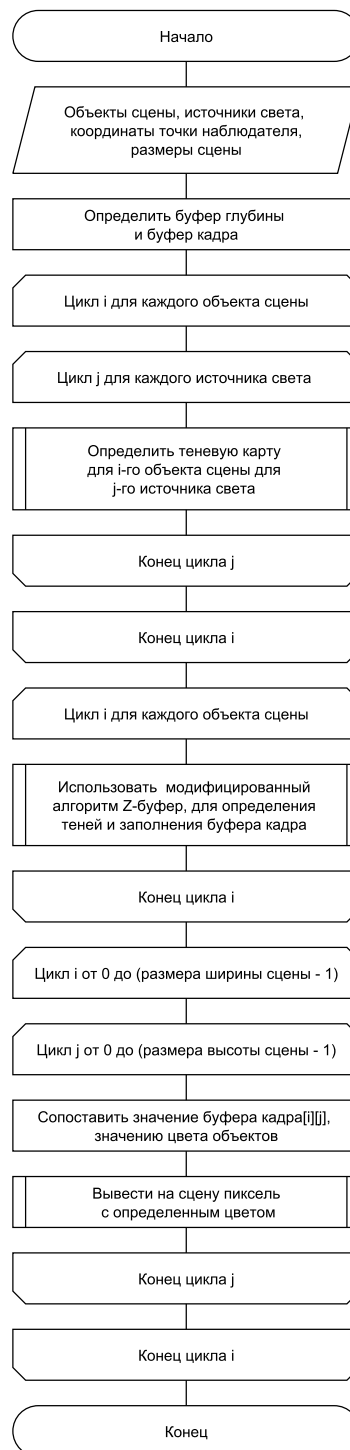 Начало
Объекты сцены, источники света,
координаты точки наблюдателя,
размеры сцены
Определить буфер глубины
и буфер кадра
Цикл i для каждого объекта сцены
Цикл j для каждого источника света
Определить теневую карту
для i-го объекта сцены для
j-го источника света
Конец цикла j
Конец цикла i
Цикл i для каждого объекта сцены
Использовать модифицированный
алгоритм Z-буфер, для определения
теней и заполнения буфера кадра
Конец цикла i
Цикл i от 0 до (размера ширины сцены - 1)
Цикл j от 0 до (размера высоты сцены - 1)
Сопоставить значение буфера кадра[i][j],
значению цвета объектов
Вывести на сцену пиксель
с определенным цветом
Конец цикла j
Конец цикла i
Конец